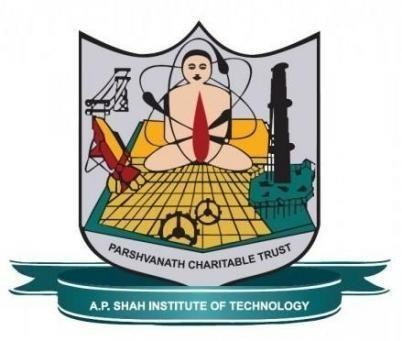 PARSHVANATH CHARITABLE TRUST
A.P. SHAH INSTITUTE OF TECHNOLOGY